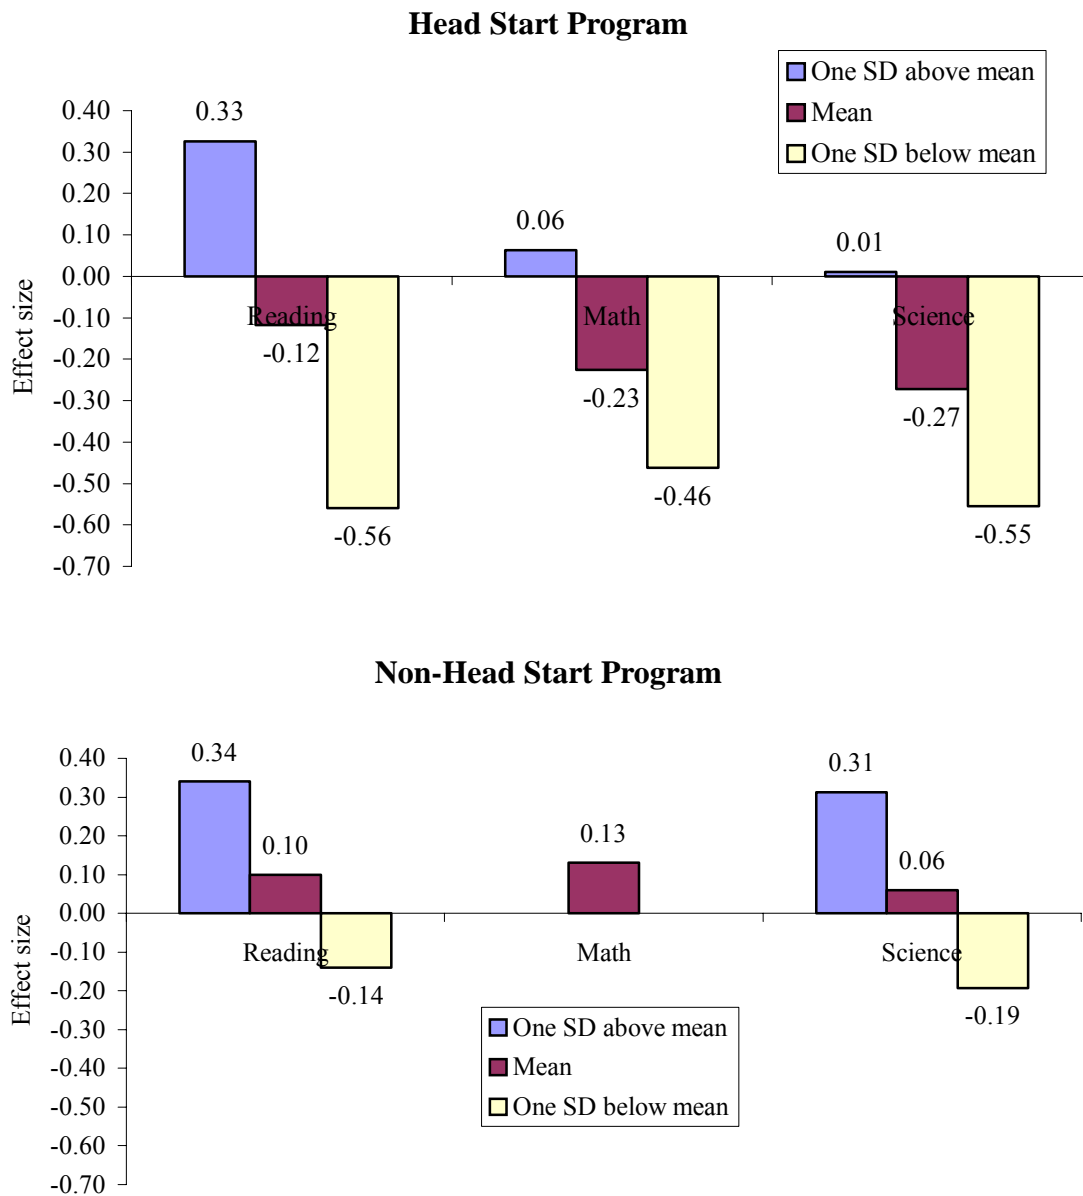 Head Start Program
One SD above mean
Mean
One SD below mean
0.40
0.30
0.20
0.10
0.00
-0.10
-0.20
-0.30
-0.40
-0.50
-0.60
-0.70
Effect size
0.33
-0.12
-0.56
Reading
0.06
-0.23
-0.46
Math
0.01
-0.27
-0.55
Science
Non-Head Start Program
0.40
0.30
0.20
0.10
0.00
-0.10
-0.20
-0.30
-0.40
-0.50
-0.60
-0.70
Effect size
0.34
0.10
-0.14
Reading
0.13
Math
0.31
0.06
-0.19
Science
One SD above mean
Mean
One SD below mean